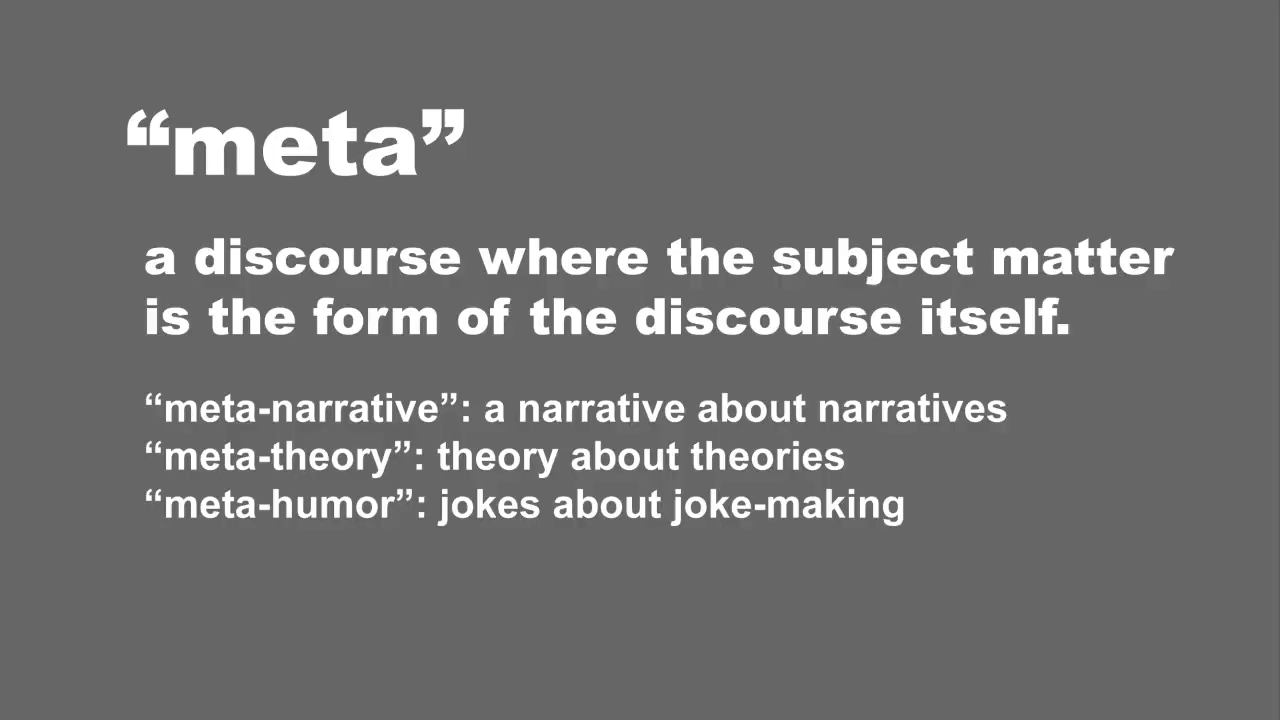 “meta”
a discourse where the subject matter
is the form of the discourse itself.
“meta-narrative”: a narrative about narratives
“meta-theory”: theory about theories
“meta-humor”: jokes about joke-making